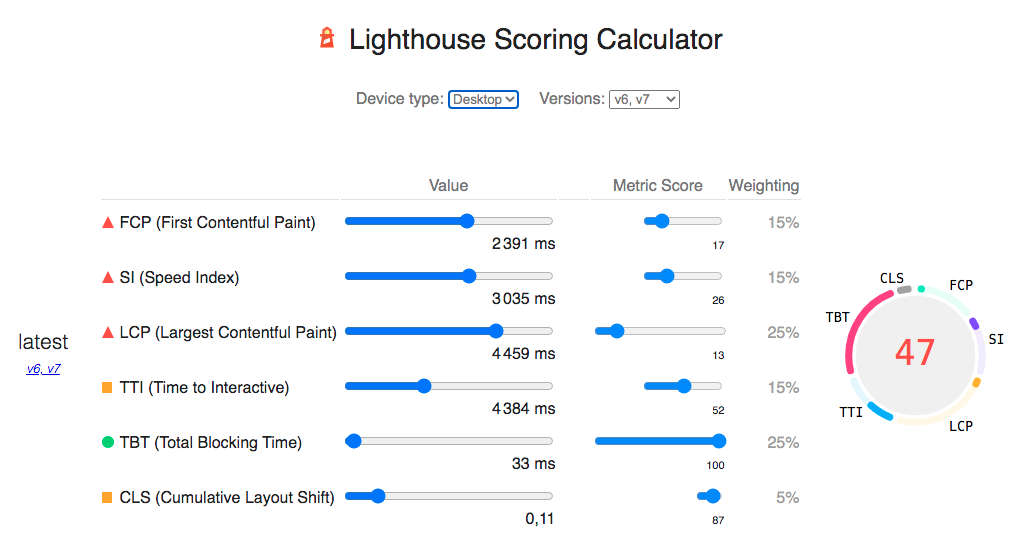 Lighthouse Scoring Calculator
Device type: Desktop Versions: v6, v7
Value Metric Score Weighting
FCP (First Contentful Paint) 15%
2 391 ms 17
SI (Speed Index) 15%
3 035 ms 26
LCP (Largest Contentful Paint) 25%
4 459 ms 13
TTI (Time to Interactive) 15%
4 384 ms 52
TBT (Total Blocking Time) 25%
33 ms 100
CLS (Cumulative Layout Shift) 5%
0,11 87
latest
v6, v7
CLS FCP
TBT
SI
47
TTI
LCP